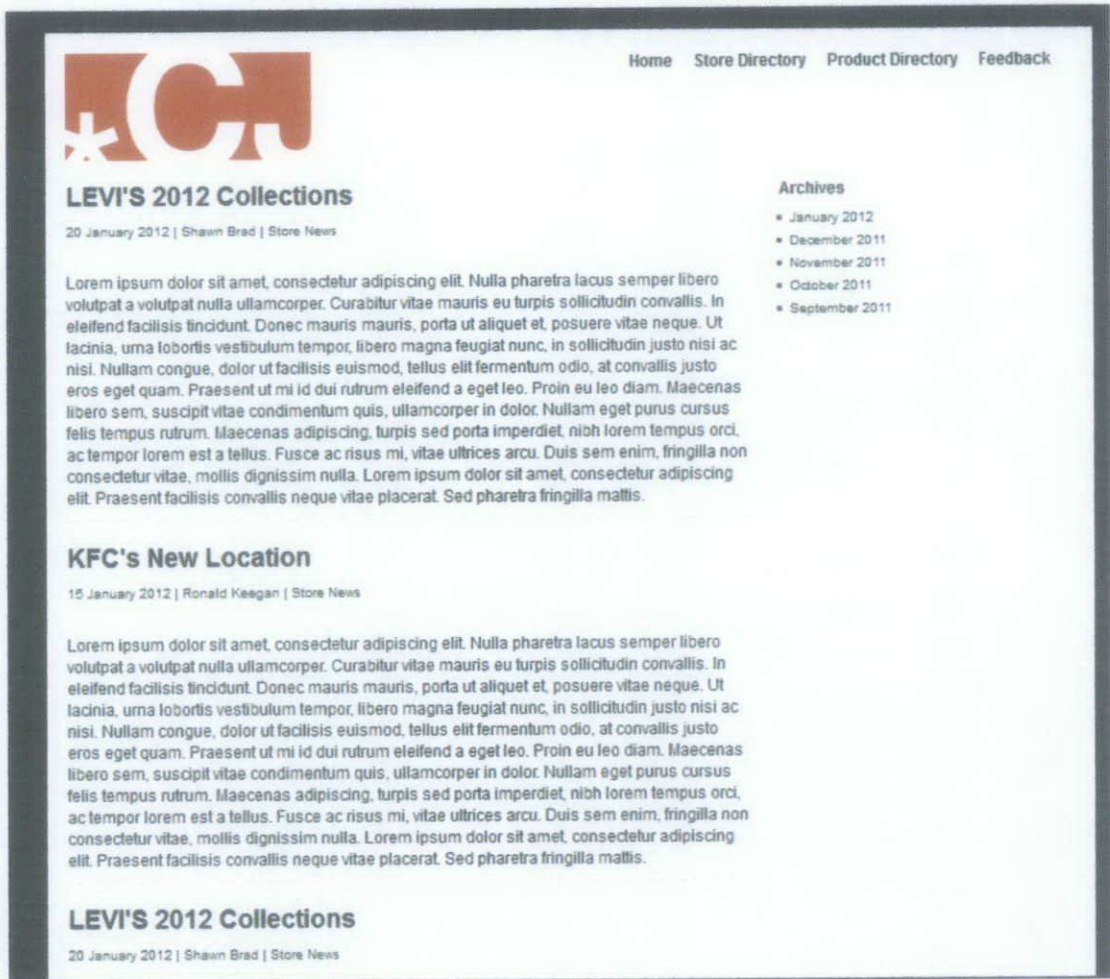 *CJ
Home Store Directory Product Directory Feedback
LEVI'S 2012 Collections
20 January 2012 | Shawn Brad | Store News
Lorem ipsum dolor sit amet, consectetur adipiscing elit. Nulla pharetra lacus semper libero
volutpat a volutpat nulla ullamcorper. Curabitur vitae mauris eu turpis sollicitudin convallis. In
eleifend facilisis tincidunt. Donec mauris mauris, porta ut aliquet et, posuere vitae neque. Ut
lacinia, urna lobortis vestibulum tempor, libero magna feugiat nunc, in sollicitudin justo nisi ac
nisi. Nullam congue, dolor ut facilisis euismod, tellus elit fermentum odio, at convallis justo
eros eget quam. Praesent ut mi id dui rutrum eleifend a eget leo. Proin eu leo diam. Maecenas
libero sem, suscipit vitae condimentum quis, ullamcorper in dolor. Nullam eget purus cursus
felis tempus rutrum. Maecenas adipiscing, turpis sed porta imperdiet, nibh lorem tempus orci,
ac tempor lorem est a tellus. Fusce ac risus mi, vitae ultrices arcu. Duis sem enim, fringilla non
consectetur vitae, mollis dignissim nulla. Lorem ipsum dolor sit amet, consectetur adipiscing
elit. Praesent facilisis convallis neque vitae placerat. Sed pharetra fringilla mattis.
KFC's New Location
15 January 2012 | Ronald Keegan | Store News
Lorem ipsum dolor sit amet, consectetur adipiscing elit. Nulla pharetra lacus semper libero
volutpat a volutpat nulla ullamcorper. Curabitur vitae mauris eu turpis sollicitudin convallis. In
eleifend facilisis tincidunt. Donec mauris mauris, porta ut aliquet et, posuere vitae neque. Ut
lacinia, urna lobortis vestibulum tempor, libero magna feugiat nunc, in sollicitudin justo nisi ac
nisi. Nullam congue, dolor ut facilisis euismod, tellus elit fermentum odio, at convallis justo
eros eget quam. Praesent ut mi id dui rutrum eleifend a eget leo. Proin eu leo diam. Maecenas
libero sem, suscipit vitae condimentum quis, ullamcorper in dolor. Nullam eget purus cursus
felis tempus rutrum. Maecenas adipiscing, turpis sed porta imperdiet, nibh lorem tempus orci,
ac tempor lorem est a tellus. Fusce ac risus mi, vitae ultrices arcu. Duis sem enim, fringilla non
consectetur vitae, mollis dignissim nulla. Lorem ipsum dolor sit amet, consectetur adipiscing
elit. Praesent facilisis convallis neque vitae placerat. Sed pharetra fringilla mattis.
LEVI'S 2012 Collections
20 January 2012 | Shawn Brad | Store News
Archives
• January 2012
• December 2011
• November 2011
• October 2011
• September 2011